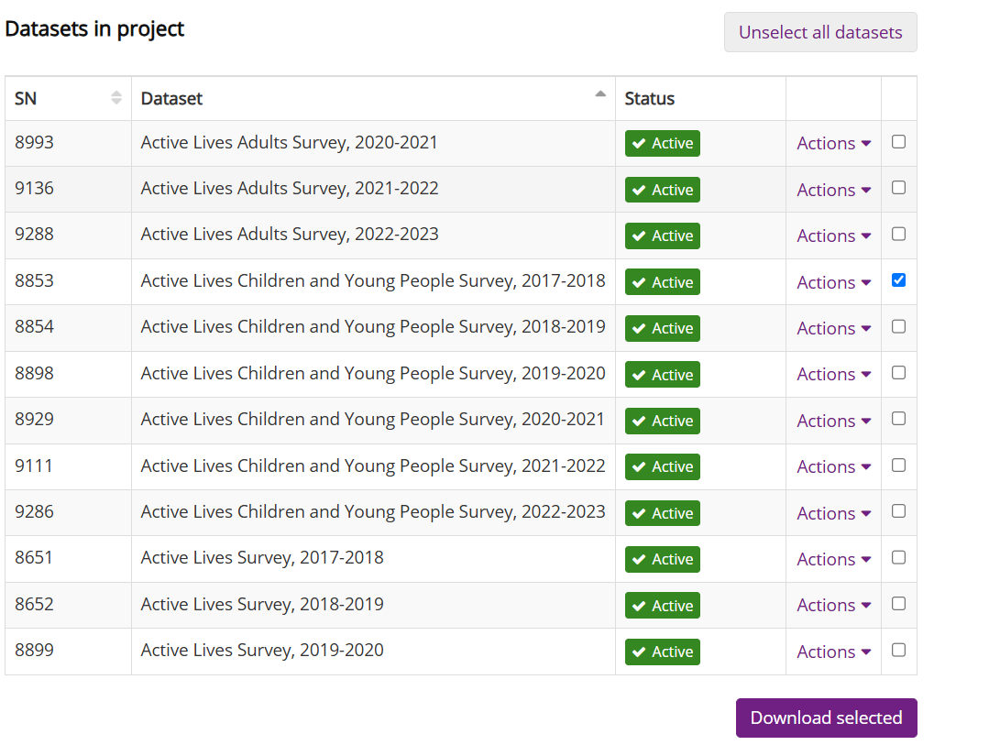 Datasets in project
Unselect all datasets
SN Dataset Status
8993 Active Lives Adults Survey, 2020-2021 Active Actions
9136 Active Lives Adults Survey, 2021-2022 Active Actions
9288 Active Lives Adults Survey, 2022-2023 Active Actions
8853 Active Lives Children and Young People Survey, 2017-2018 Active Actions
8854 Active Lives Children and Young People Survey, 2018-2019 Active Actions
8898 Active Lives Children and Young People Survey, 2019-2020 Active Actions
8929 Active Lives Children and Young People Survey, 2020-2021 Active Actions
9111 Active Lives Children and Young People Survey, 2021-2022 Active Actions
9286 Active Lives Children and Young People Survey, 2022-2023 Active Actions
8651 Active Lives Survey, 2017-2018 Active Actions
8652 Active Lives Survey, 2018-2019 Active Actions
8899 Active Lives Survey, 2019-2020 Active Actions
Download selected